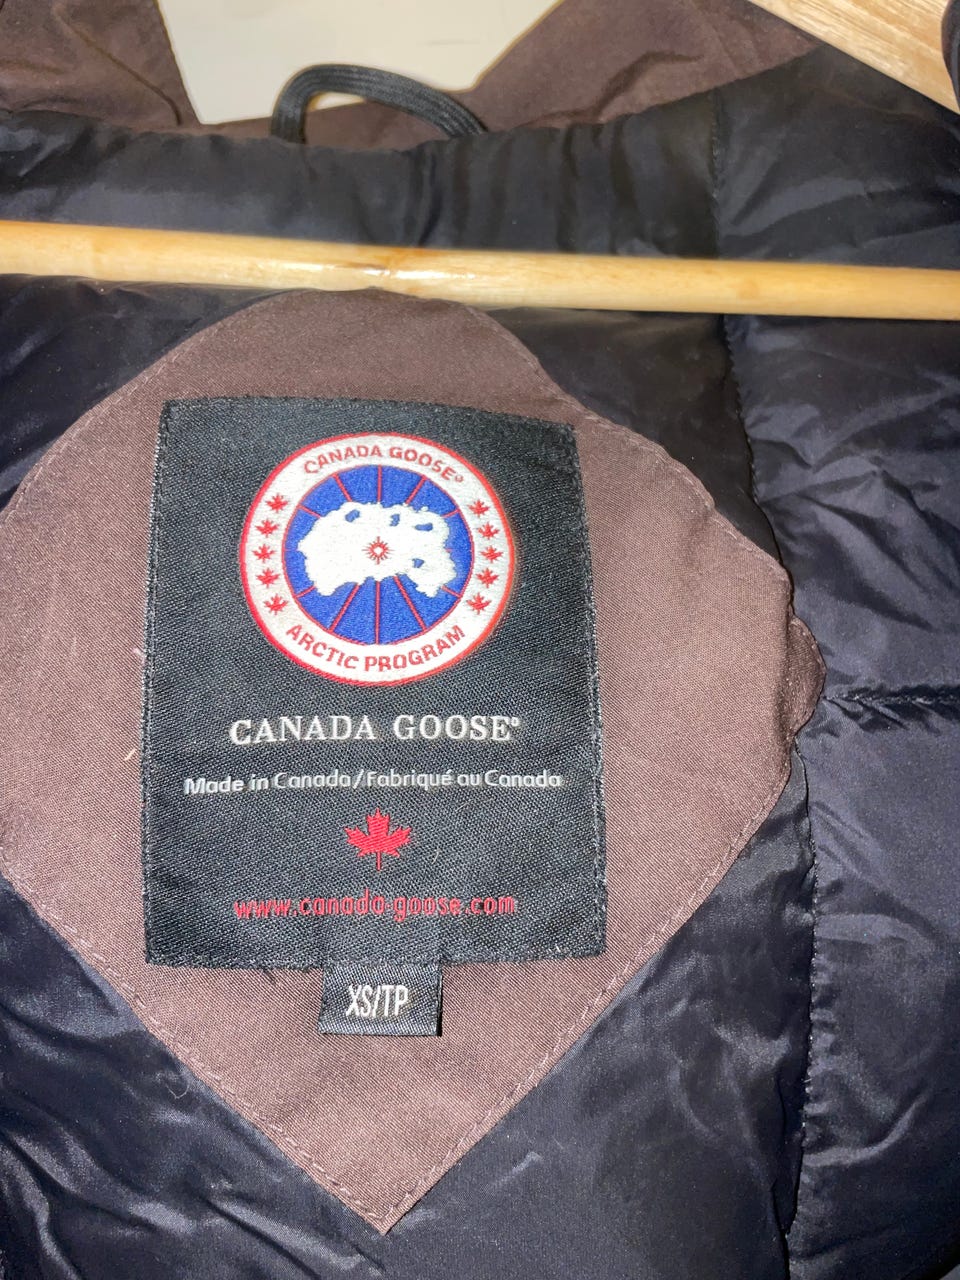 CANADA GOOSE®
ARCTIC PROGRAM
CANADA GOOSE®
Made in Canada/Fabriqué au Canada
www.canada-goose.com
XS/TP